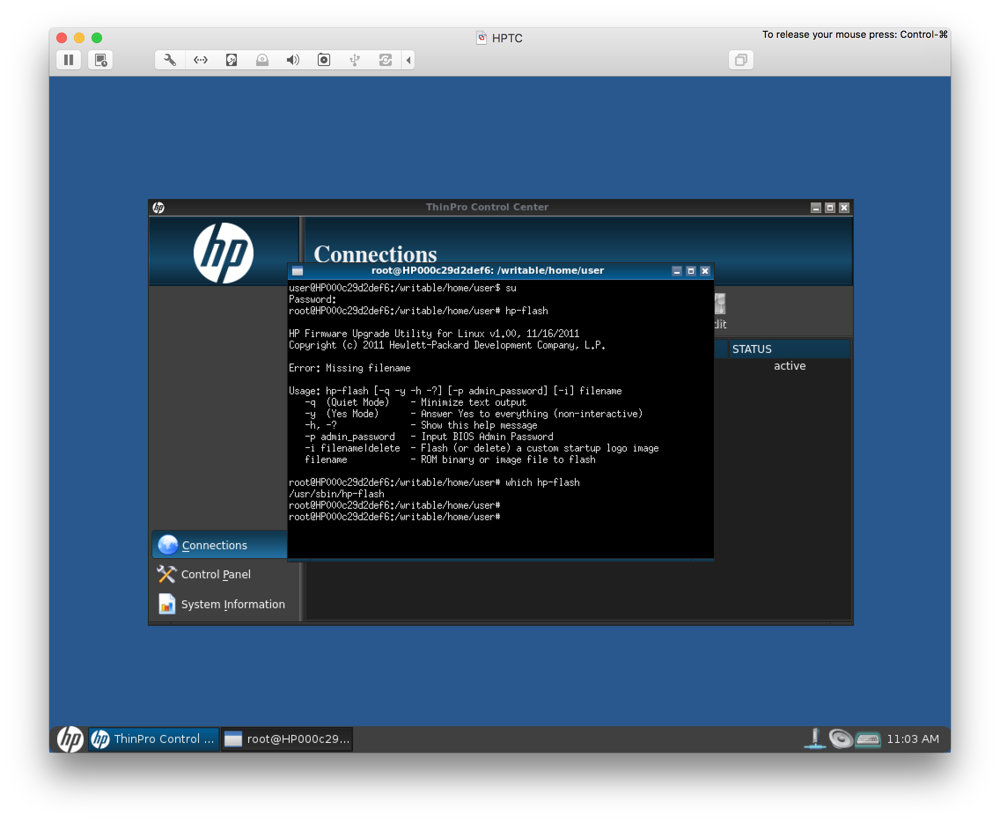 HPTC
To release your mouse press: Control-⌘
ThinPro Control Center
hp
Connections
root@HP000c29d2def6: /writable/home/user
user@HP000c29d2def6:/writable/home/user$ su
Password:
root@HP000c29d2def6:/writable/home/user# hp-flash
HP Firmware Upgrade Utility for Linux v1.00, 11/16/2011
Copyright (c) 2011 Hewlett-Packard Development Company, L.P.
Error: Missing filename
Usage: hp-flash [-q -y -h -?] [-p admin_password] [-i] filename
-q (Quiet Mode) - Minimize text output
-y (Yes Mode) - Answer Yes to everything (non-interactive)
-h, -? - Show this help message
-p admin_password - Input BIOS Admin Password
-i filename|delete - Flash (or delete) a custom startup logo image
filename - ROM binary or image file to flash
root@HP000c29d2def6:/writable/home/user# which hp-flash
/usr/sbin/hp-flash
root@HP000c29d2def6:/writable/home/user#
root@HP000c29d2def6:/writable/home/user#
dit
STATUS
active
Connections
Control Panel
System Information
hp
hp ThinPro Control ...
root@HP000c29...
11:03 AM